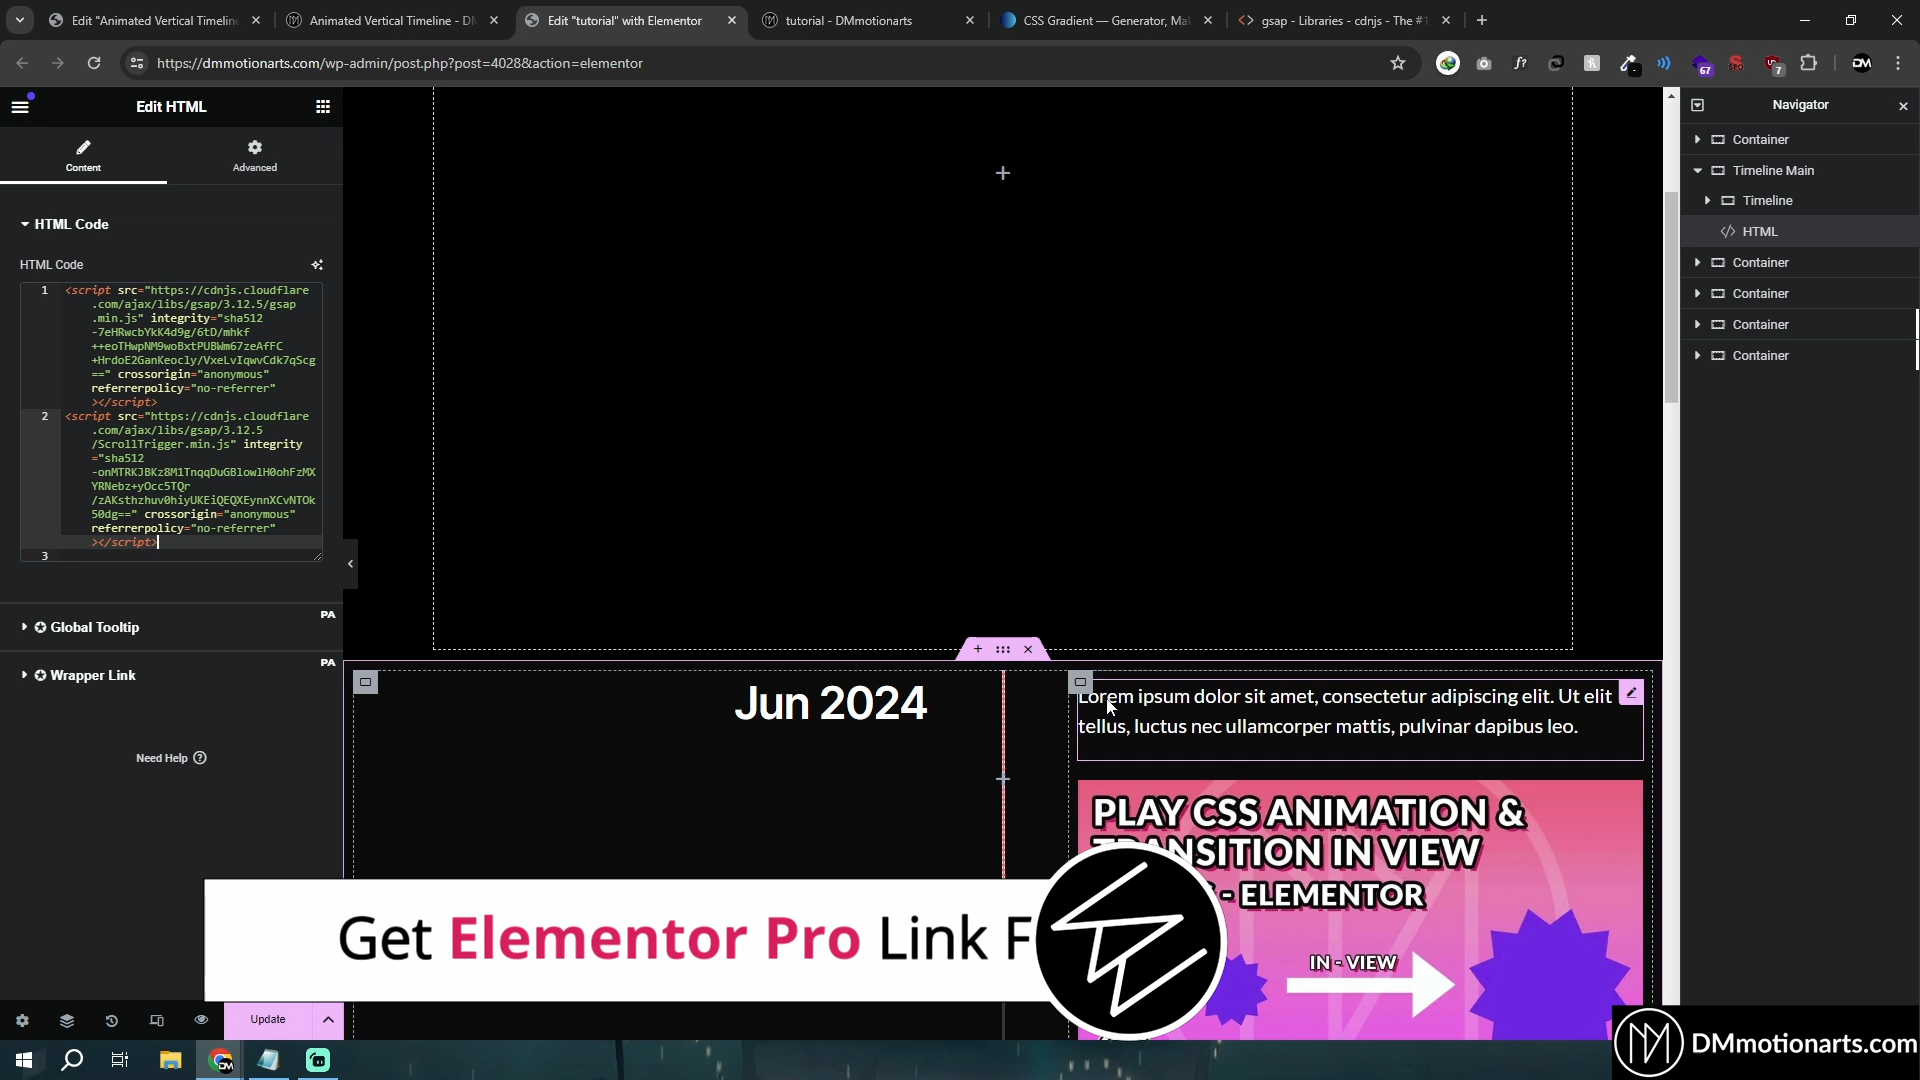 Edit "Animated Vertical Timeline
Animated Vertical Timeline - DM
Edit "tutorial" with Elementor
tutorial - DMmotionarts
CSS Gradient — Generator, Ma
gsap - Libraries - cdnjs - The #1
https://dmmotionarts.com/wp-admin/post.php?post=4028&action=elementor
67
7
Edit HTML
Content
Advanced
HTML Code
HTML Code
1 <script src="https://cdnjs.cloudflare
.com/ajax/libs/gsap/3.12.5/gsap
.min.js" integrity="sha512
-7eHRwcbYkK4d9g/6tD/mhkf
++eoTHwpNM9woBxtPUBWm67zeAfFC
+HrdoE2GanKeocly/VxeLvIqwvCdk7qScg
==" crossorigin="anonymous"
referrerpolicy="no-referrer"
></script>
2 <script src="https://cdnjs.cloudflare
.com/ajax/libs/gsap/3.12.5
/ScrollTrigger.min.js" integrity
="sha512
-onMTRKJBKz8M1TnqqDuGBlowlH0ohFzMX
YRNebz+yOcc5TQr
/zAKsthzhuv0hiyUKEiQEQXEynnXCvNTOk
50dg==" crossorigin="anonymous"
referrerpolicy="no-referrer"
></script>
3
PA
Global Tooltip
PA
Wrapper Link
Need Help
Update
Jun 2024
Lorem ipsum dolor sit amet, consectetur adipiscing elit. Ut elit
tellus, luctus nec ullamcorper mattis, pulvinar dapibus leo.
PLAY CSS ANIMATION &
NSITION IN VIEW
- ELEMENTOR
IN - VIEW
Get Elementor Pro Link F
Navigator
Container
Timeline Main
Timeline
HTML
Container
Container
Container
Container
DMmotionarts.com